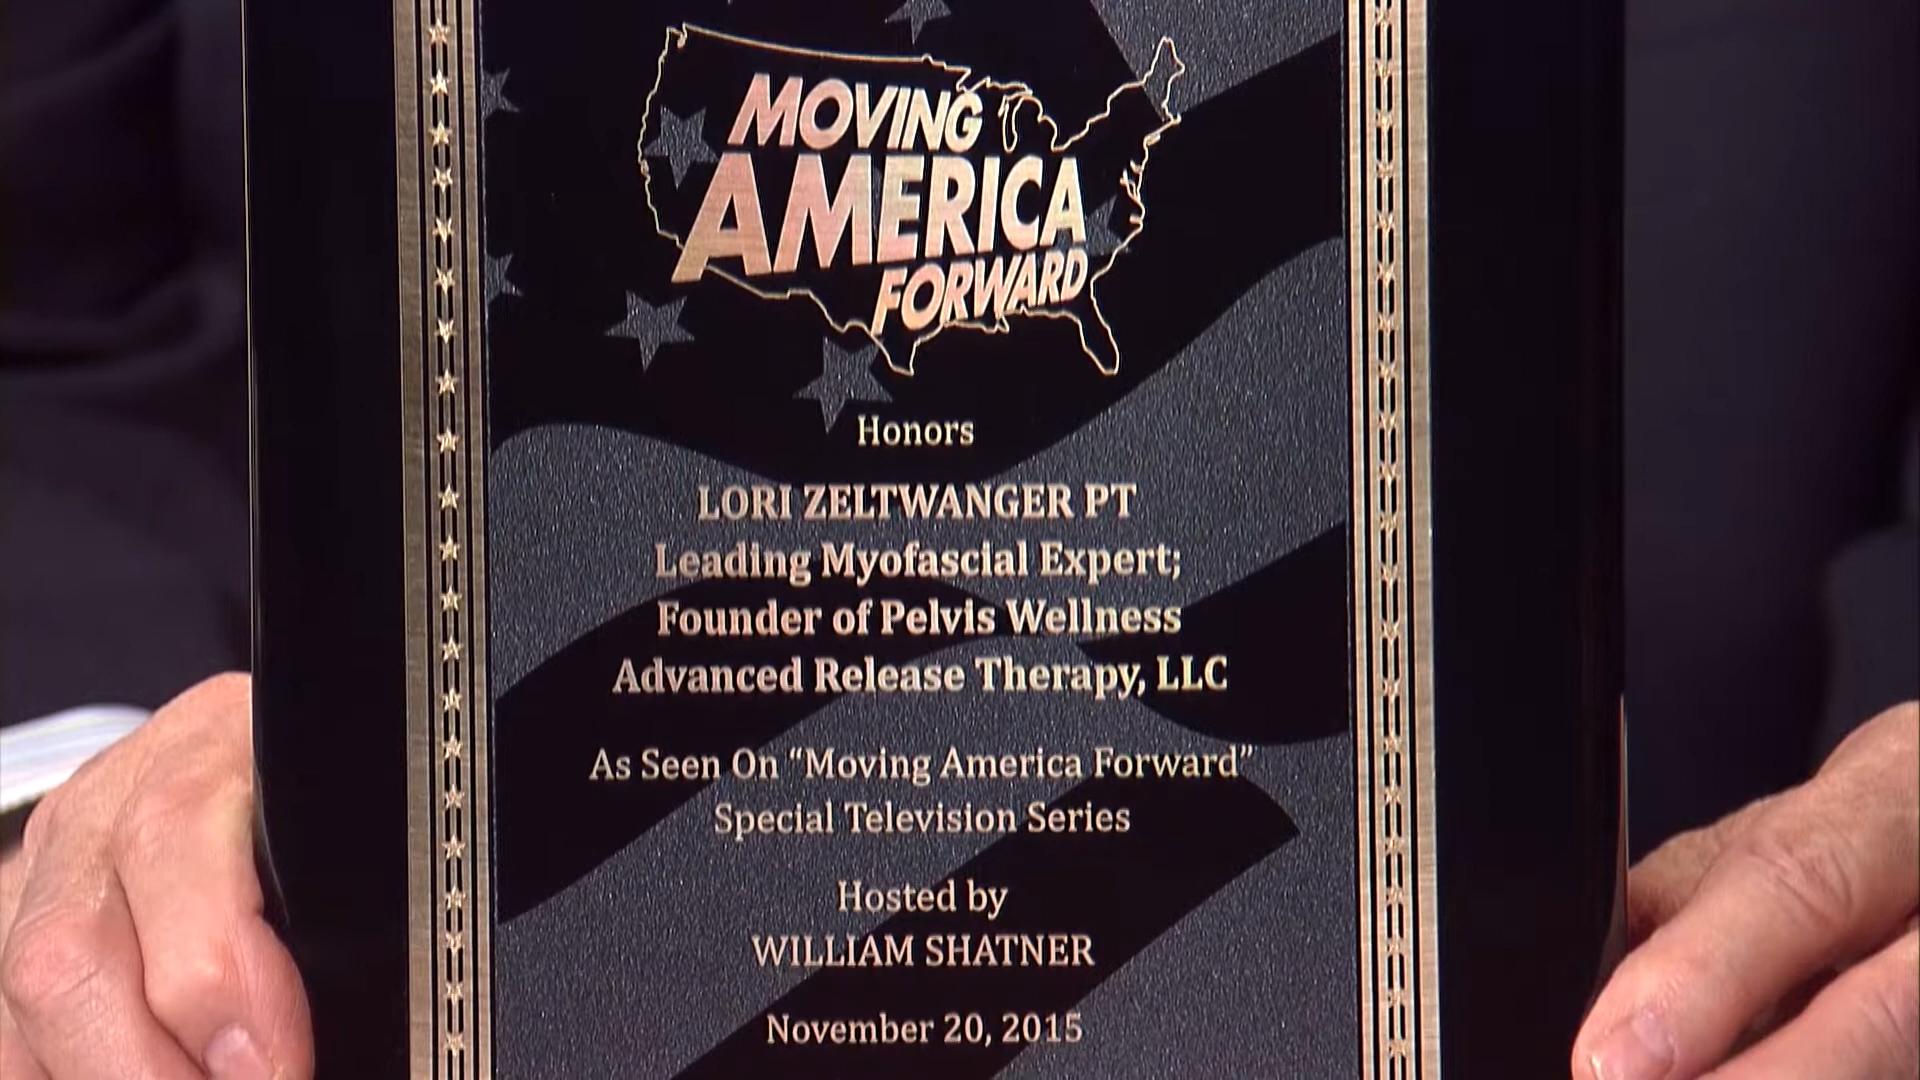 MOVING
AMERICA
FORWARD
Honors
LORI ZELTWANGER PT
Leading Myofascial Expert;
Founder of Pelvis Wellness
Advanced Release Therapy, LLC
As Seen On “Moving America Forward”
Special Television Series
Hosted by
WILLIAM SHATNER
November 20, 2015